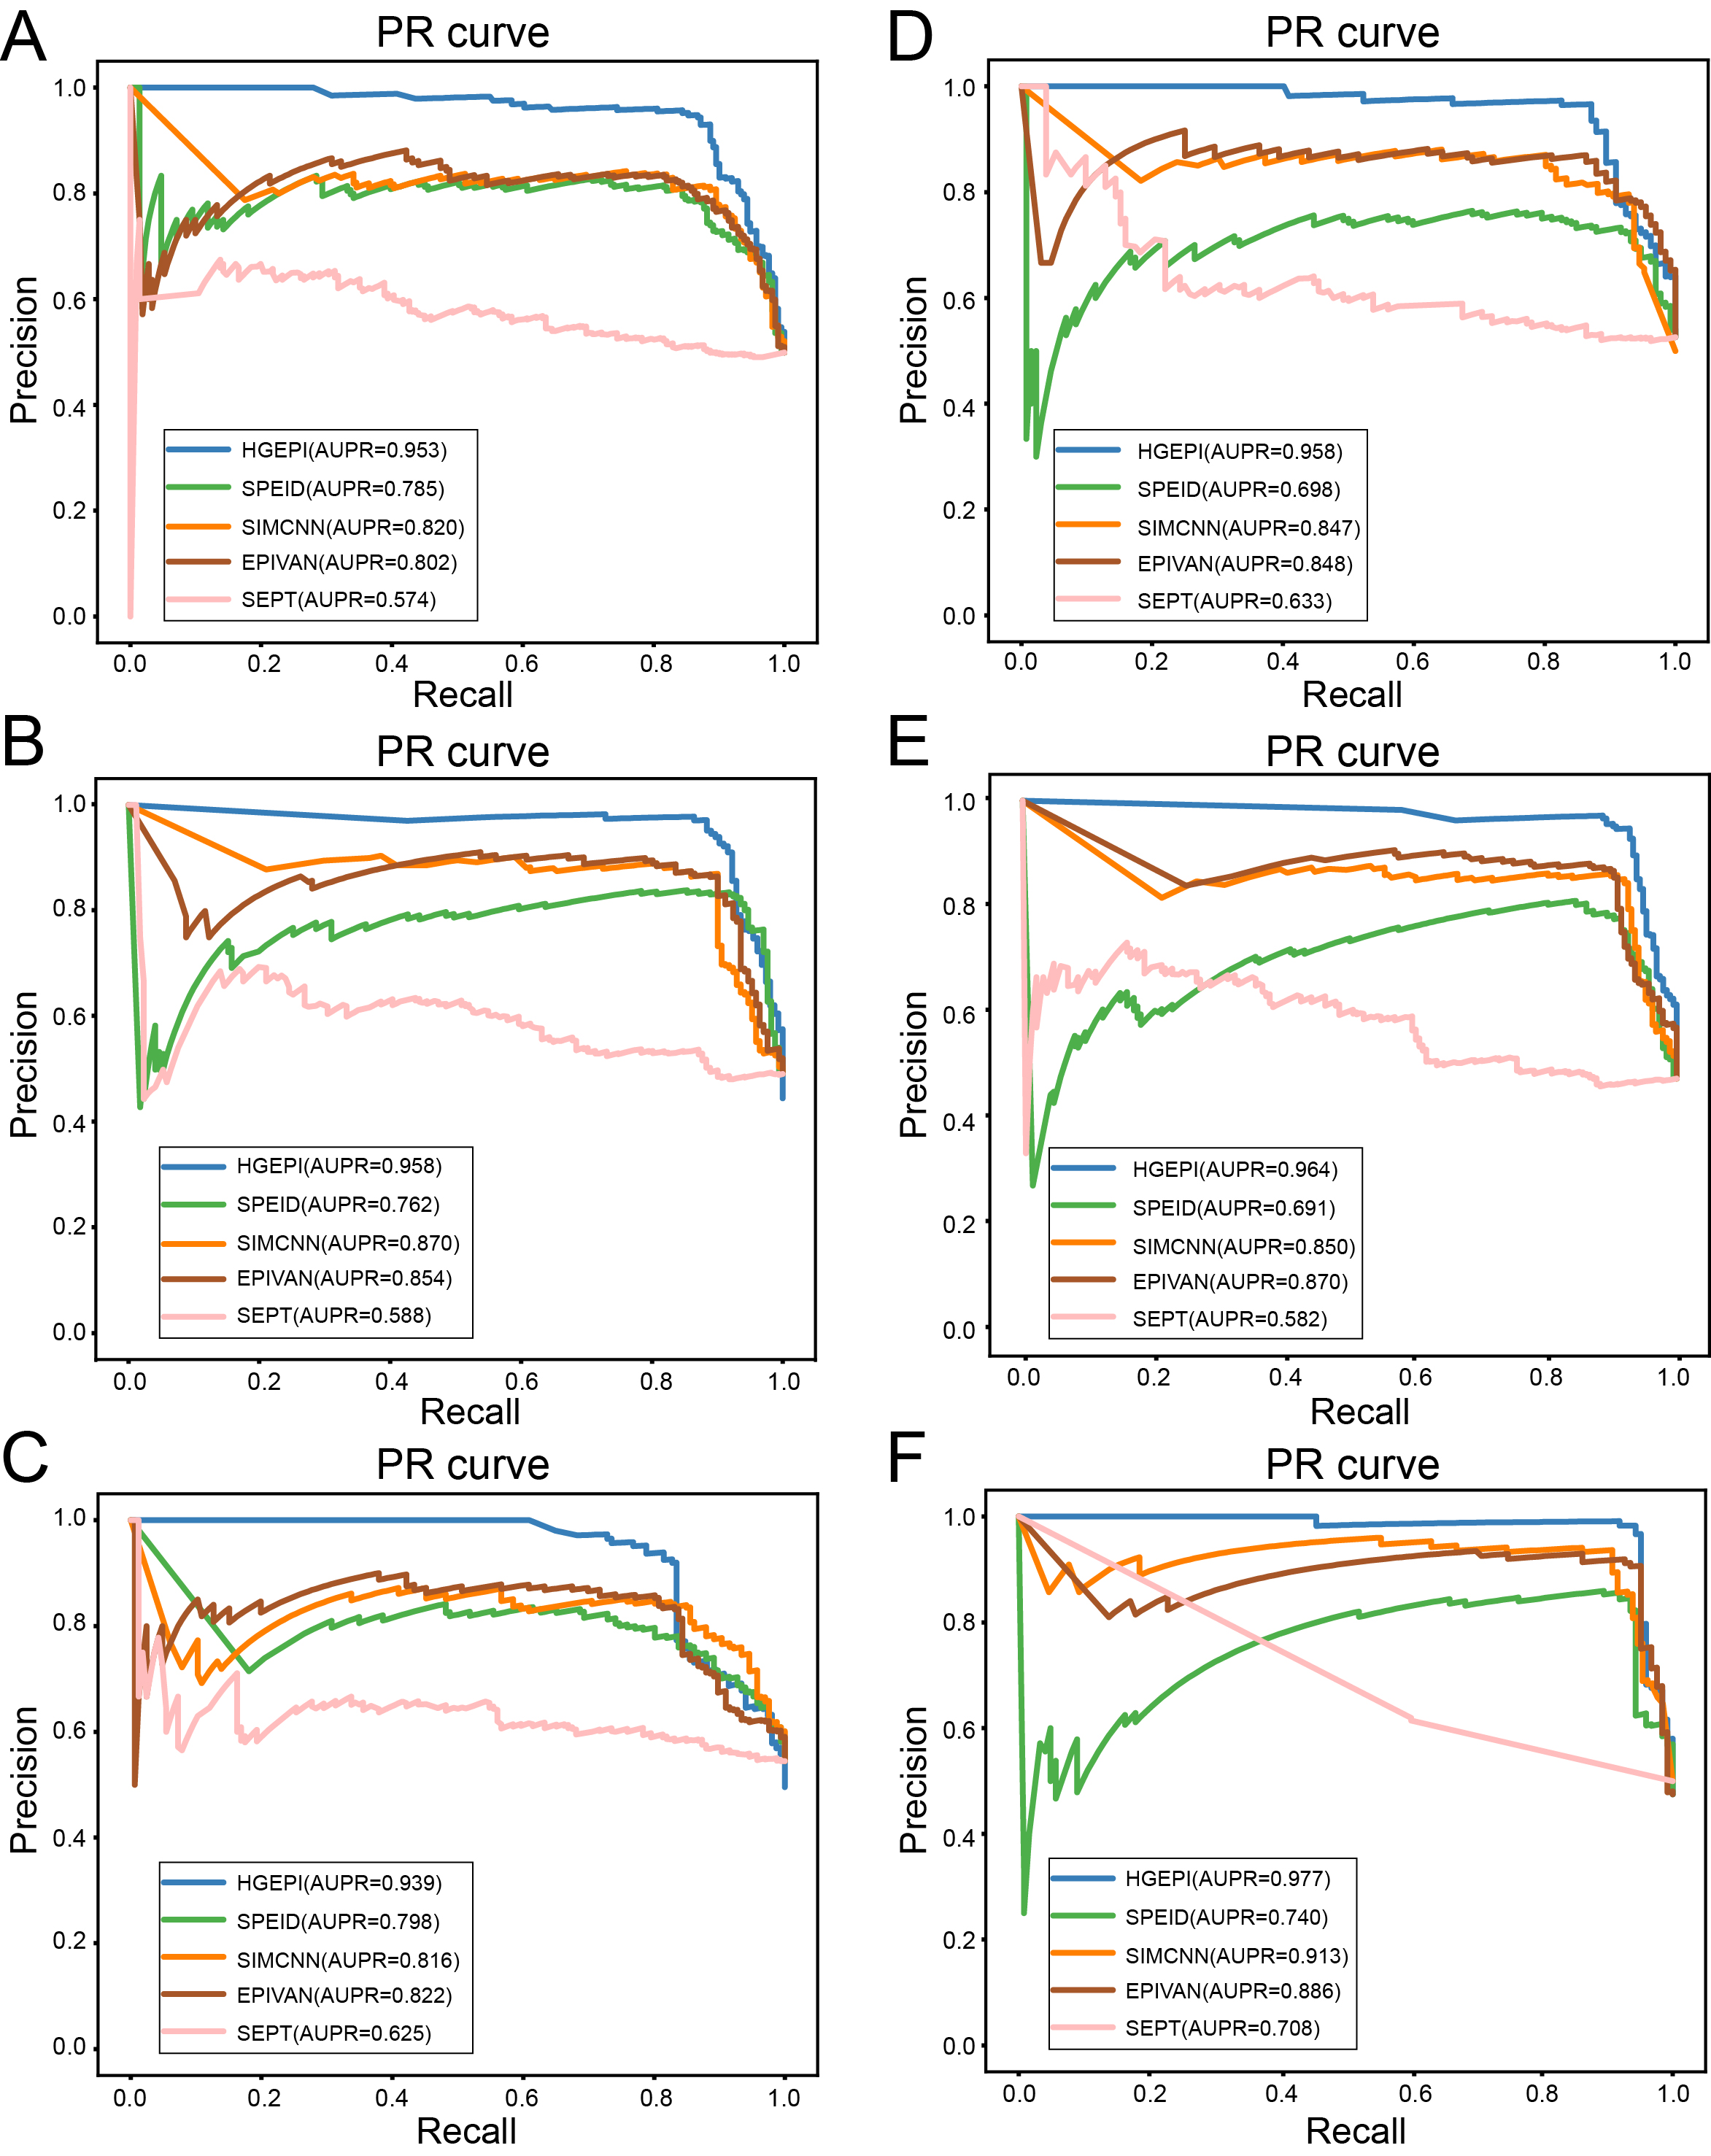 A
PR curve
1.0
0.8
0.6
0.4
0.2
0.0
Precision
HGEPI(AUPR=0.953)
SPEID(AUPR=0.785)
SIMCNN(AUPR=0.820)
EPIVAN(AUPR=0.802)
SEPT(AUPR=0.574)
0.0 0.2 0.4 0.6 0.8 1.0
Recall
D
PR curve
1.0
0.8
0.6
0.4
0.2
0.0
Precision
HGEPI(AUPR=0.958)
SPEID(AUPR=0.698)
SIMCNN(AUPR=0.847)
EPIVAN(AUPR=0.848)
SEPT(AUPR=0.633)
0.0 0.2 0.4 0.6 0.8 1.0
Recall
B
PR curve
1.0
0.8
0.6
0.4
0.2
0.0
Precision
HGEPI(AUPR=0.958)
SPEID(AUPR=0.762)
SIMCNN(AUPR=0.870)
EPIVAN(AUPR=0.854)
SEPT(AUPR=0.588)
0.0 0.2 0.4 0.6 0.8 1.0
Recall
E
PR curve
1.0
0.8
0.6
0.4
0.2
0.0
Precision
HGEPI(AUPR=0.964)
SPEID(AUPR=0.691)
SIMCNN(AUPR=0.850)
EPIVAN(AUPR=0.870)
SEPT(AUPR=0.582)
0.0 0.2 0.4 0.6 0.8 1.0
Recall
C
PR curve
1.0
0.8
0.6
0.4
0.2
0.0
Precision
HGEPI(AUPR=0.939)
SPEID(AUPR=0.798)
SIMCNN(AUPR=0.816)
EPIVAN(AUPR=0.822)
SEPT(AUPR=0.625)
0.0 0.2 0.4 0.6 0.8 1.0
Recall
F
PR curve
1.0
0.8
0.6
0.4
0.2
0.0
Precision
HGEPI(AUPR=0.977)
SPEID(AUPR=0.740)
SIMCNN(AUPR=0.913)
EPIVAN(AUPR=0.886)
SEPT(AUPR=0.708)
0.0 0.2 0.4 0.6 0.8 1.0
Recall